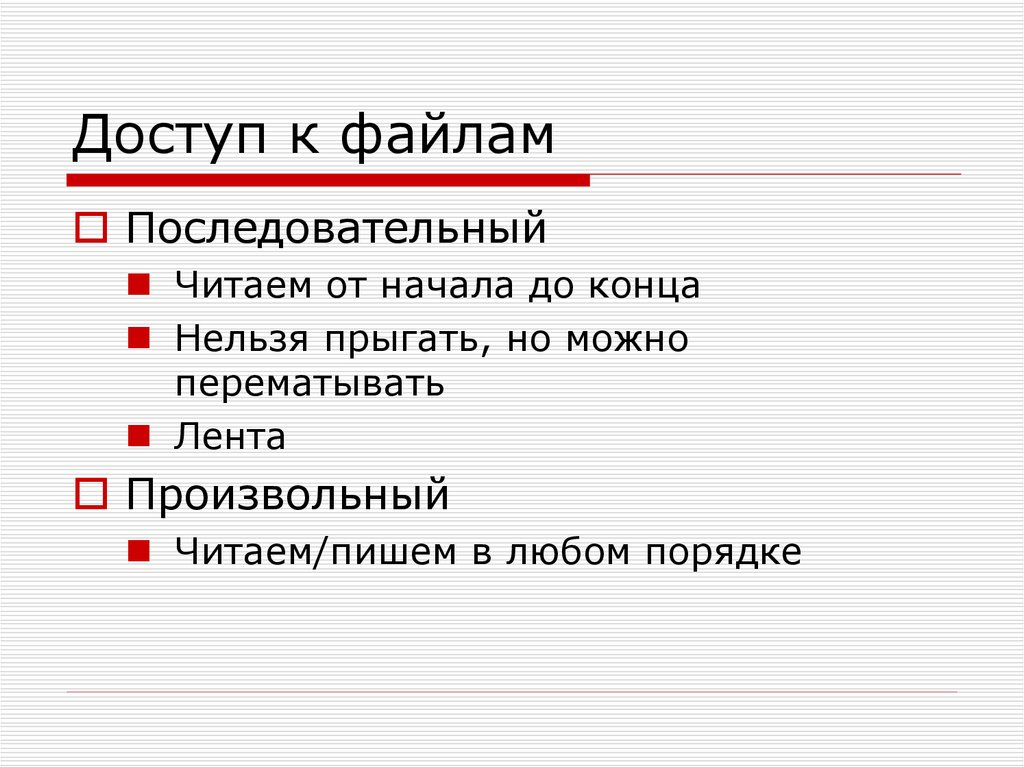 Доступ к файлам
Последовательный
Читаем от начала до конца
Нельзя прыгать, но можно
перематывать
Лента
Произвольный
Читаем/пишем в любом порядке